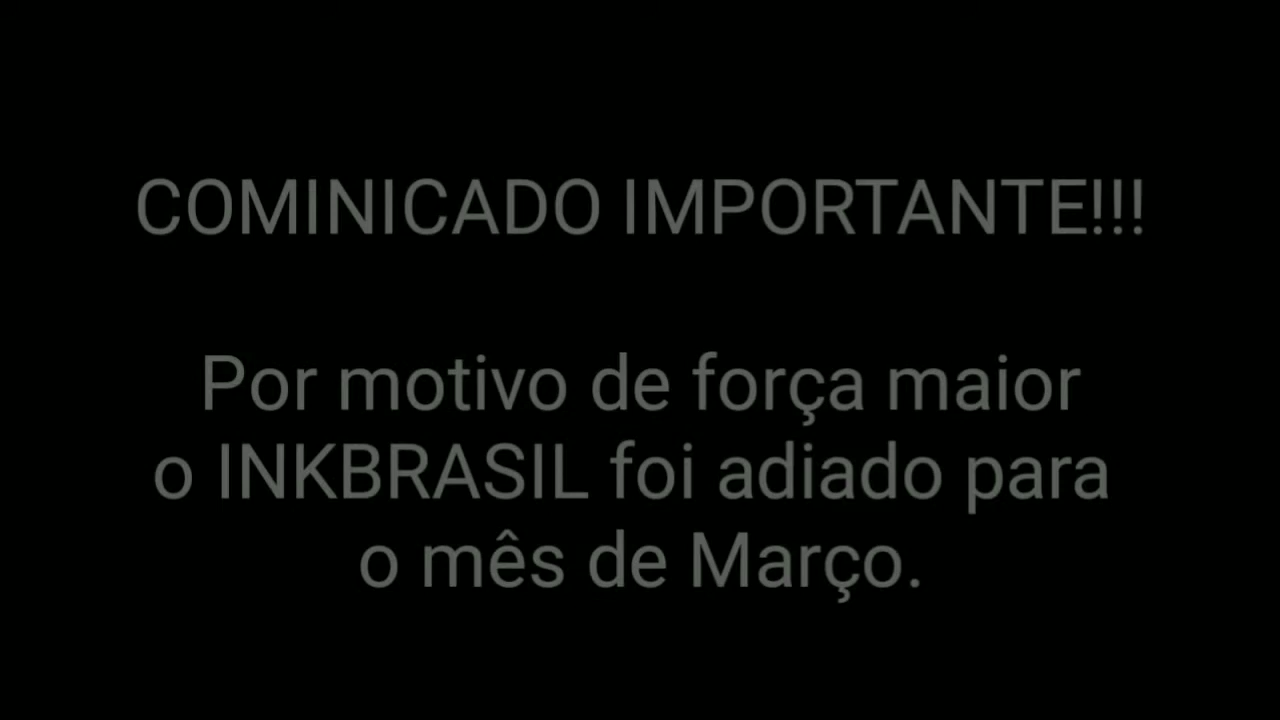 COMINICADO IMPORTANTE!!!
Por motivo de força maior
o INKBRASIL foi adiado para
o mês de Março.